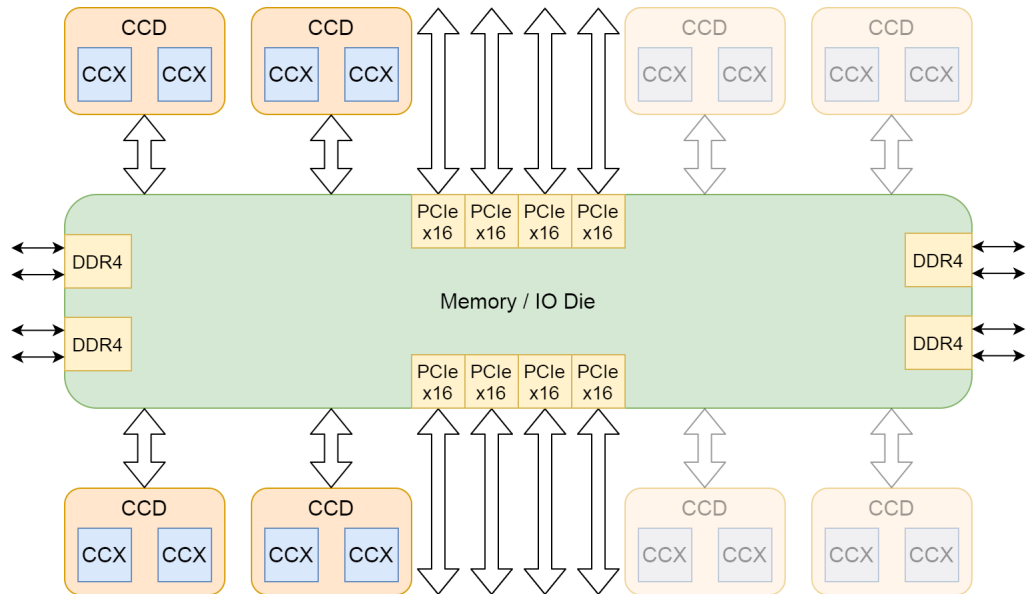 CCD CCD CCD CCD
CCX CCX CCX CCX CCX CCX CCX CCX
PCIe PCIe PCIe PCIe
x16 x16 x16 x16
DDR4 DDR4
Memory / IO Die
DDR4 DDR4
PCIe PCIe PCIe PCIe
x16 x16 x16 x16
CCD CCD CCD CCD
CCX CCX CCX CCX CCX CCX CCX CCX